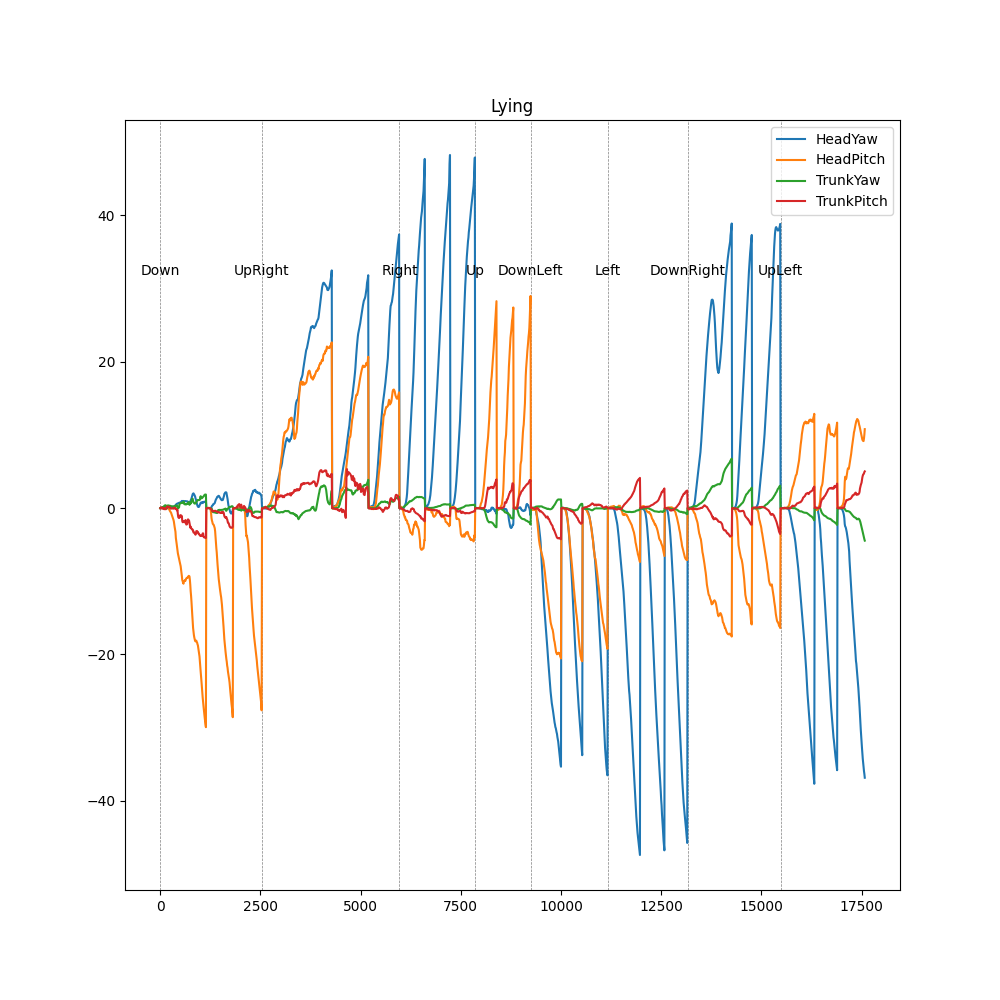 Lying
HeadYaw
HeadPitch
TrunkYaw
TrunkPitch
40
20
0
−20
−40
Down UpRight Right Up DownLeft Left DownRight UpLeft
0 2500 5000 7500 10000 12500 15000 17500